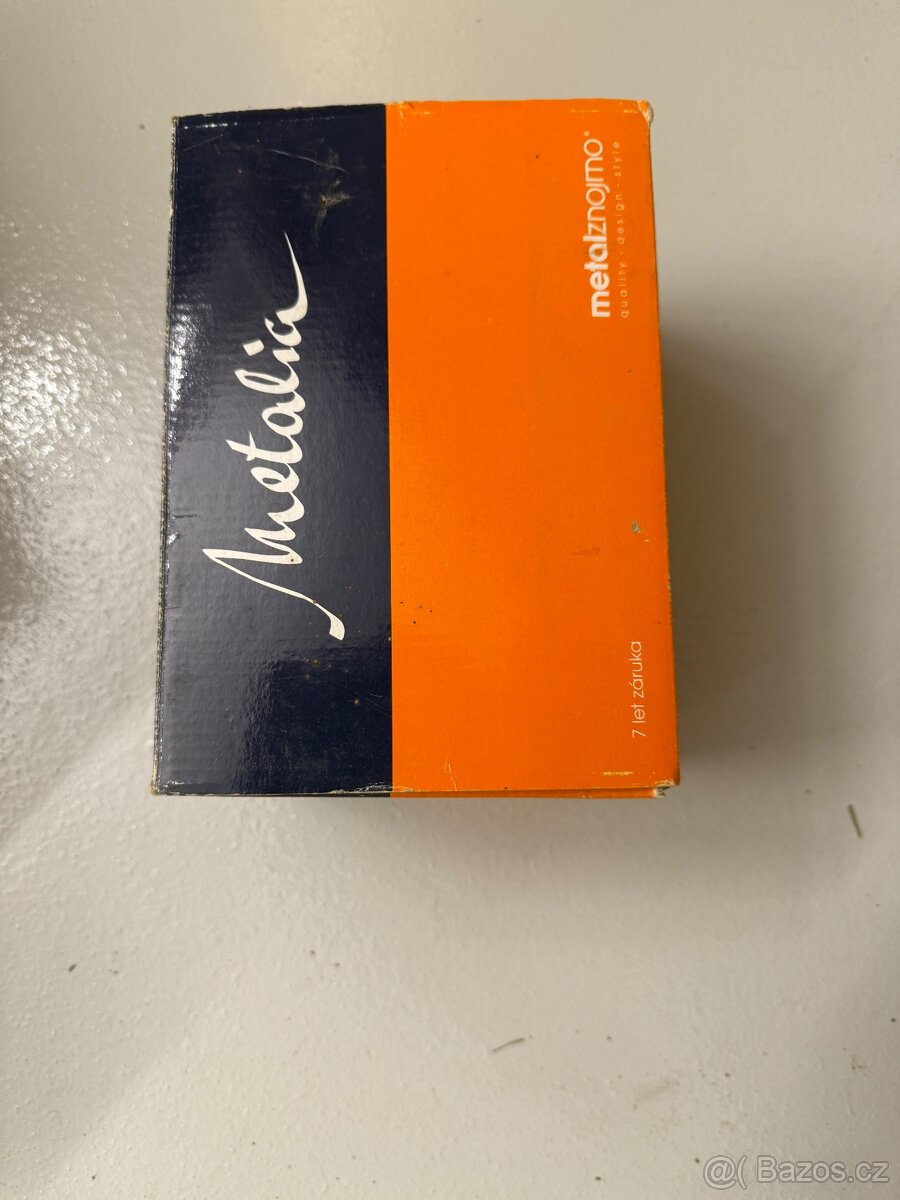 Metalia
metalznojmo®
quality · design · style
7 let záruka
@( Bazos.cz